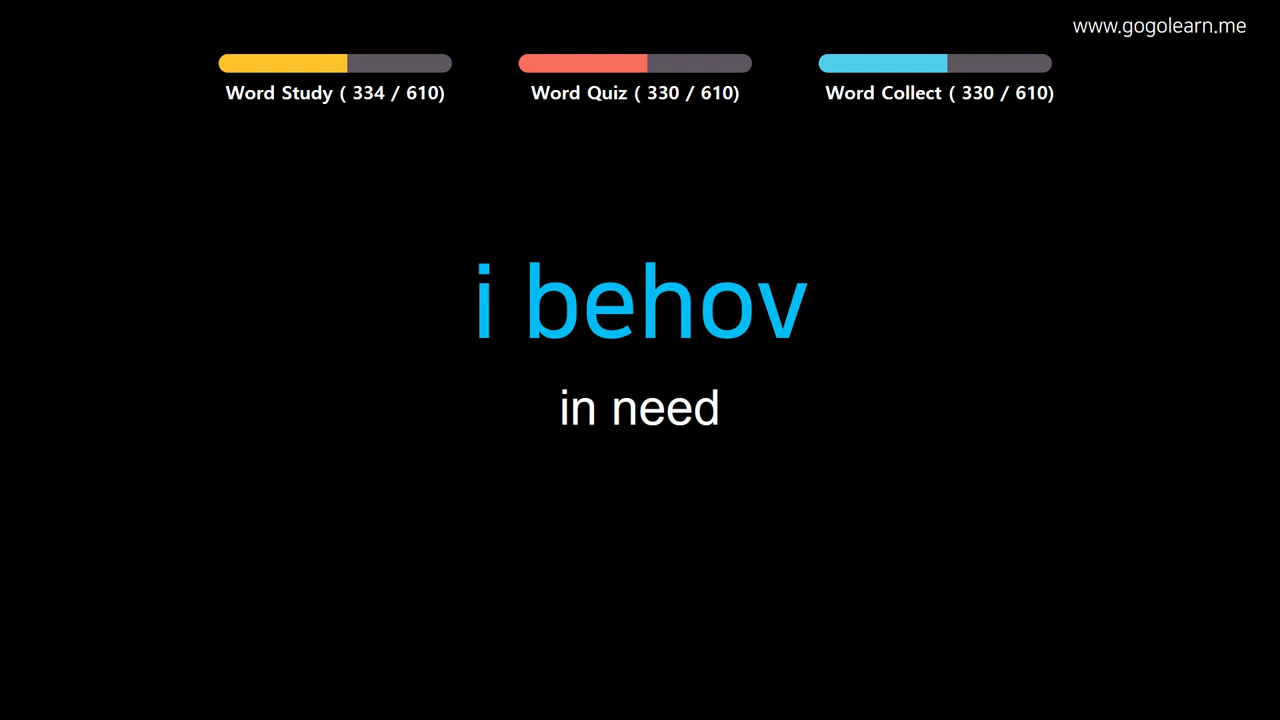 www.gogolearn.me
Word Study ( 334 / 610)
Word Quiz ( 330 / 610)
Word Collect ( 330 / 610)
i behov
in need